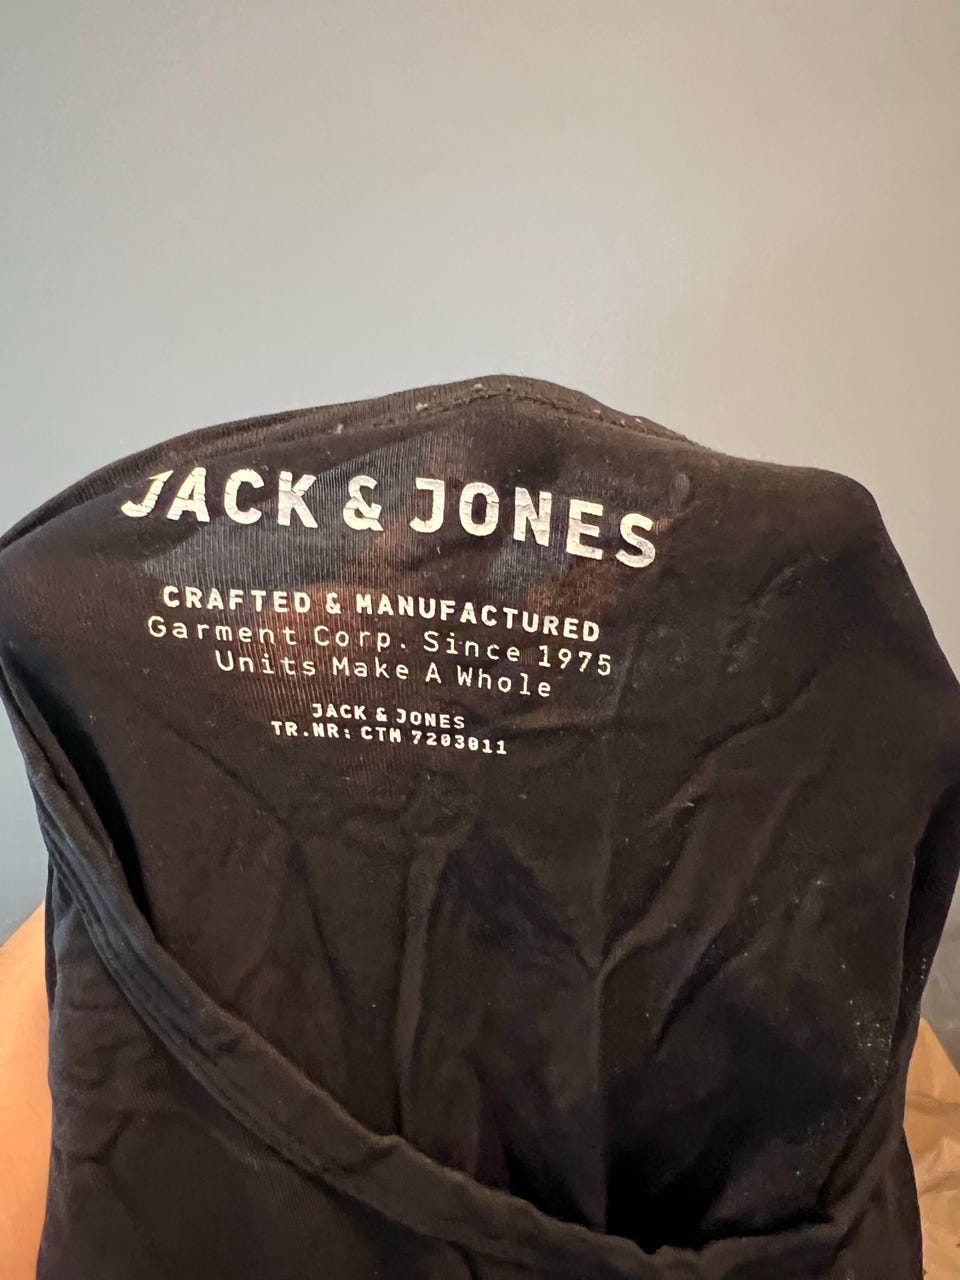 JACK & JONES
CRAFTED & MANUFACTURED
Garment Corp. Since 1975
Units Make A Whole
JACK & JONES
TR.NR: CTM 7203011